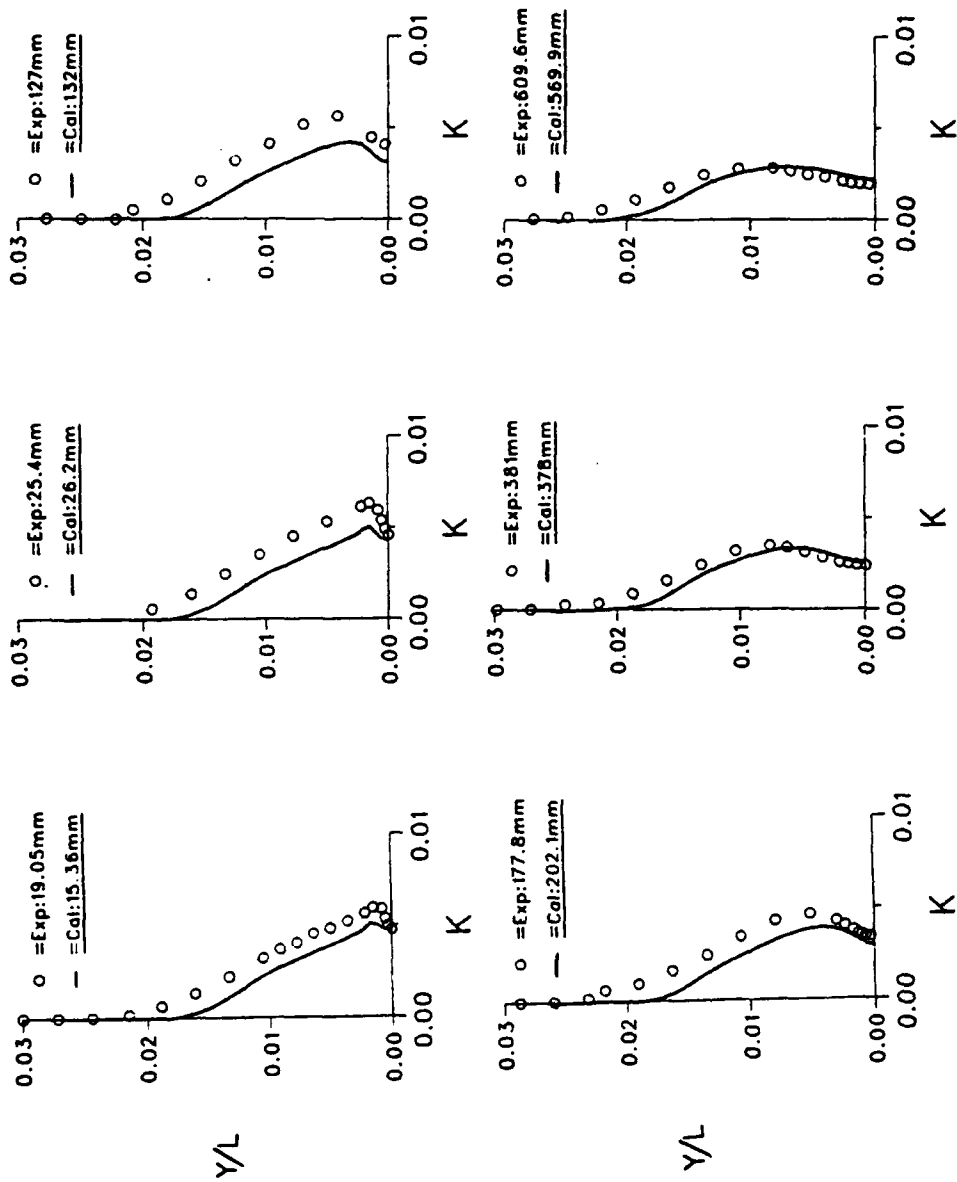 0.03
0.02
0.01
0.00
0.00
0.01
Y/L
K
○ =Exp:19.05mm
— =Cal:15.36mm
0.03
0.02
0.01
0.00
0.00
0.01
K
○ =Exp:25.4mm
— =Cal:26.2mm
0.03
0.02
0.01
0.00
0.00
0.01
K
○ =Exp:127mm
— =Cal:132mm
0.03
0.02
0.01
0.00
0.00
0.01
Y/L
K
○ =Exp:177.8mm
— =Cal:202.1mm
0.03
0.02
0.01
0.00
0.00
0.01
K
○ =Exp:381mm
— =Cal:378mm
0.03
0.02
0.01
0.00
0.00
0.01
K
○ =Exp:609.6mm
— =Cal:569.9mm